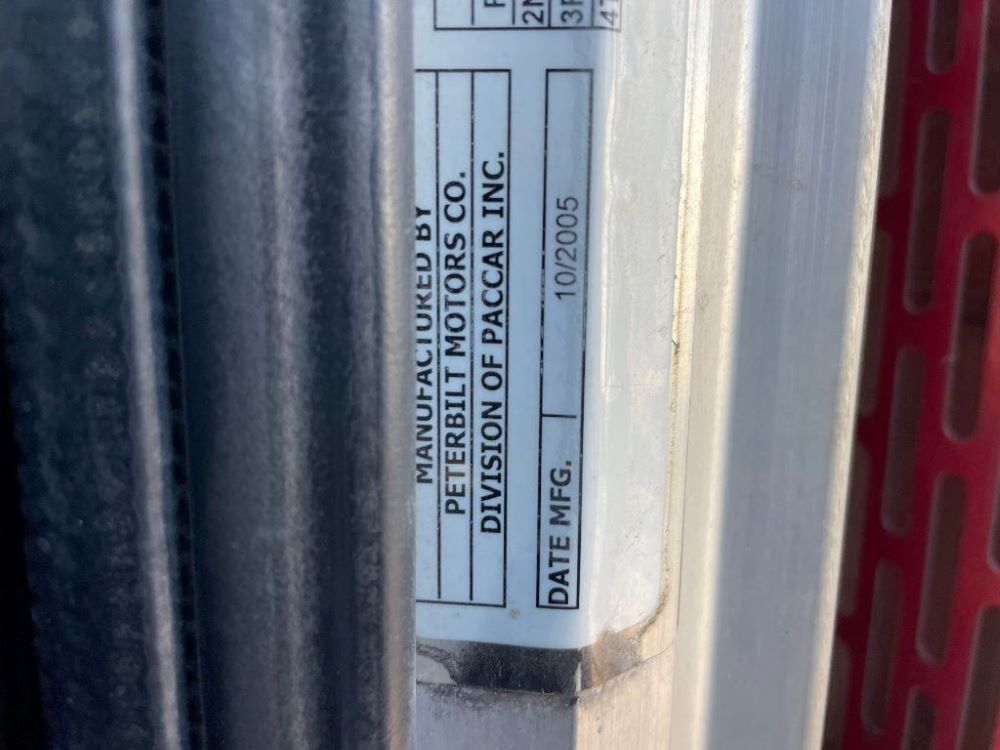 MANUFACTURED BY
PETERBILT MOTORS CO.
DIVISION OF PACCAR INC.
DATE MFG. 10/2005